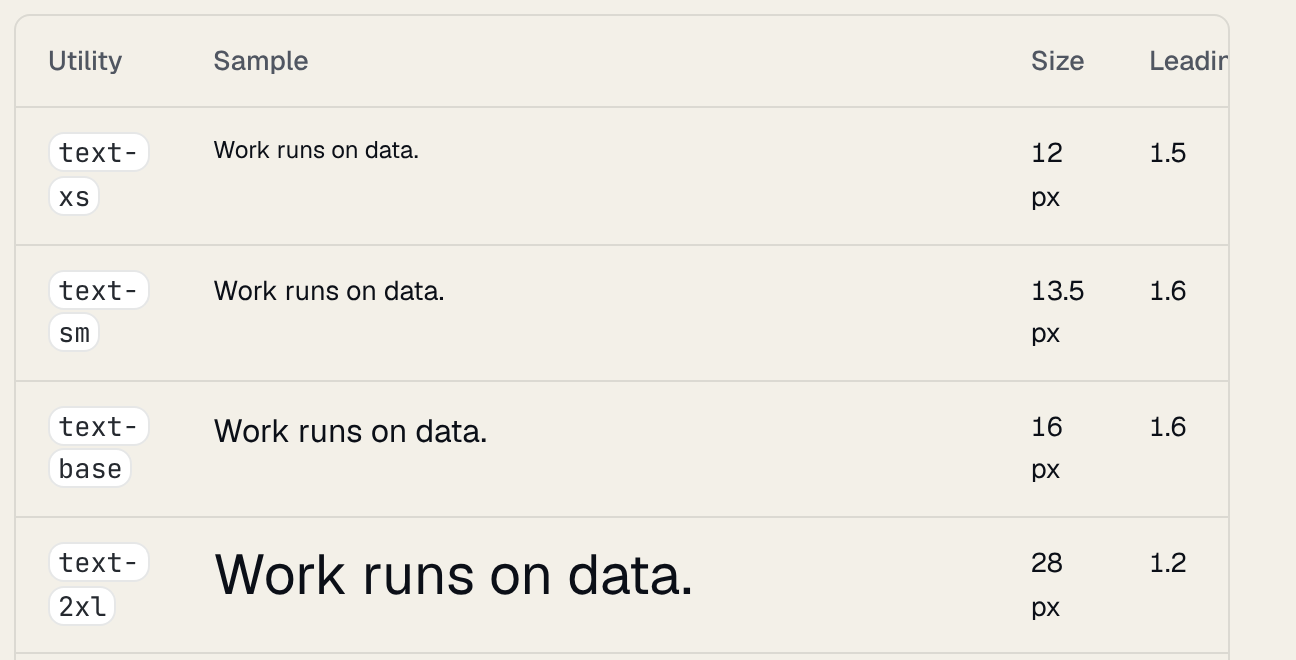 Utility Sample Size Leadin
text- Work runs on data. 12 1.5
xs px
text- Work runs on data. 13.5 1.6
sm px
text- Work runs on data. 16 1.6
base px
text- Work runs on data. 28 1.2
2xl px